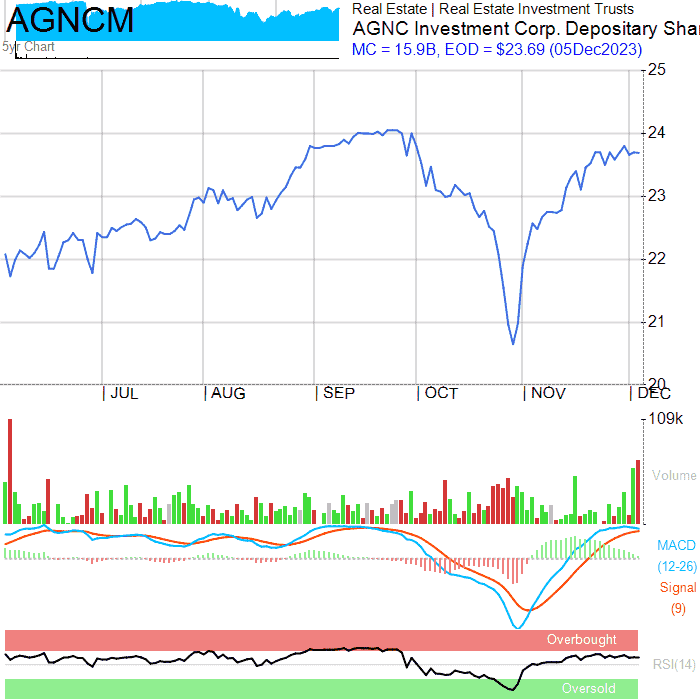 AGNCM
5yr Chart
Real Estate | Real Estate Investment Trusts
AGNC Investment Corp. Depositary Shar
MC = 15.9B, EOD = $23.69 (05Dec2023)
25
24
23
22
21
20
| JUL | AUG | SEP | OCT | NOV | DEC
109k
Volume
MACD
(12-26)
Signal
(9)
Overbought
RSI(14)
Oversold